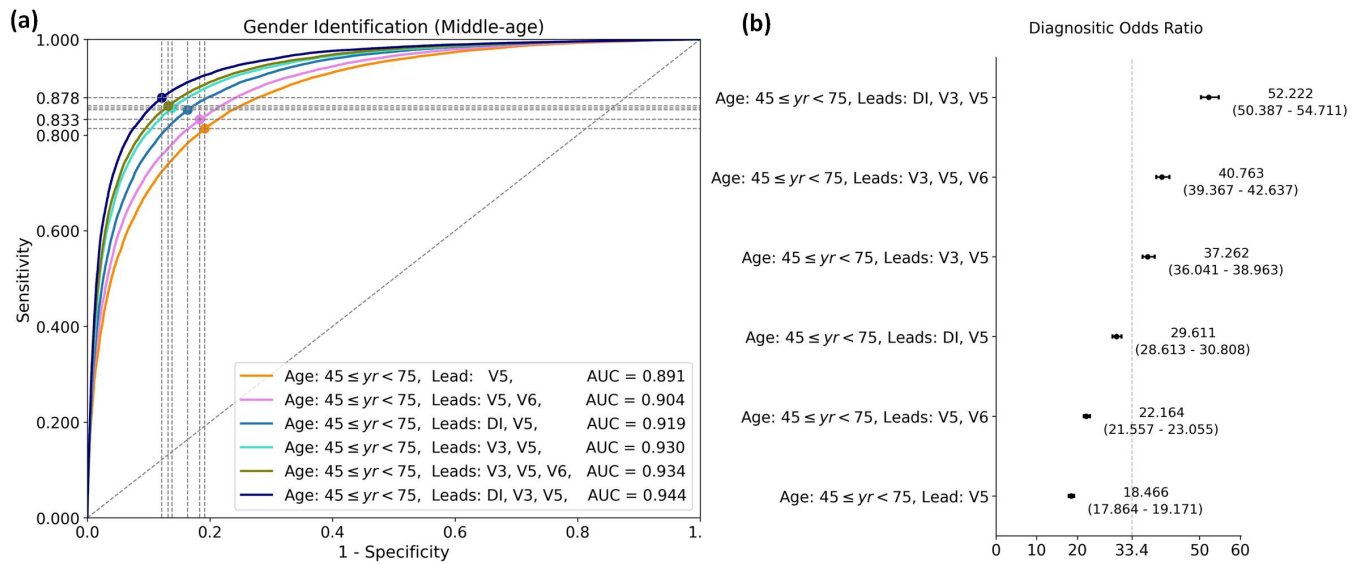 (a)
Gender Identification (Middle-age)
1.000
0.878
0.833
0.800
0.600
0.400
0.200
0.000
Sensitivity
0.0
0.2
0.4
0.6
0.8.
1.
1 - Specificity
Age: 45 ≤ yr < 75, Lead: V5, AUC = 0.891
Age: 45 ≤ yr < 75, Leads: V5, V6, AUC = 0.904
Age: 45 ≤ yr < 75, Leads: DI, V5, AUC = 0.919
Age: 45 ≤ yr < 75, Leads: V3, V5, AUC = 0.930
Age: 45 ≤ yr < 75, Leads: V3, V5, V6, AUC = 0.934
Age: 45 ≤ yr < 75, Leads: DI, V3, V5, AUC = 0.944
(b)
Diagnositic Odds Ratio
Age: 45 ≤ yr < 75, Leads: DI, V3, V5
52.222
(50.387 - 54.711)
Age: 45 ≤ yr < 75, Leads: V3, V5, V6
40.763
(39.367 - 42.637)
Age: 45 ≤ yr < 75, Leads: V3, V5
37.262
(36.041 - 38.963)
Age: 45 ≤ yr < 75, Leads: DI, V5
29.611
(28.613 - 30.808)
Age: 45 ≤ yr < 75, Leads: V5, V6
22.164
(21.557 - 23.055)
Age: 45 ≤ yr < 75, Lead: V5
18.466
(17.864 - 19.171)
0
10
20
33.4
50
60